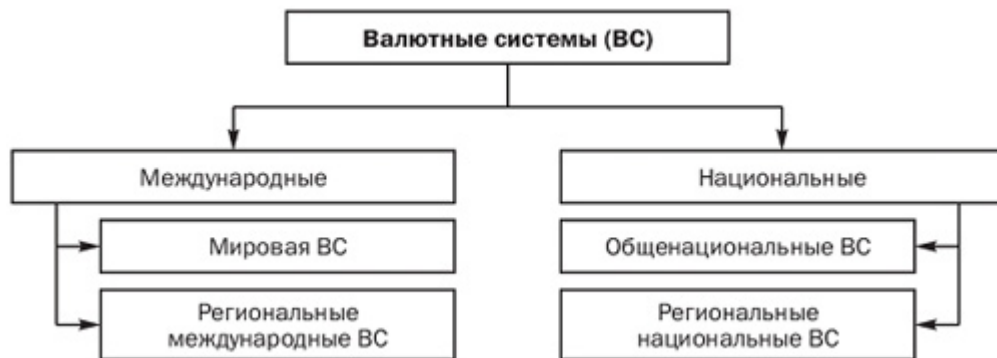 Валютные системы (ВС)
Международные
Национальные
Мировая ВС
Общенациональные ВС
Региональные
международные ВС
Региональные
национальные ВС